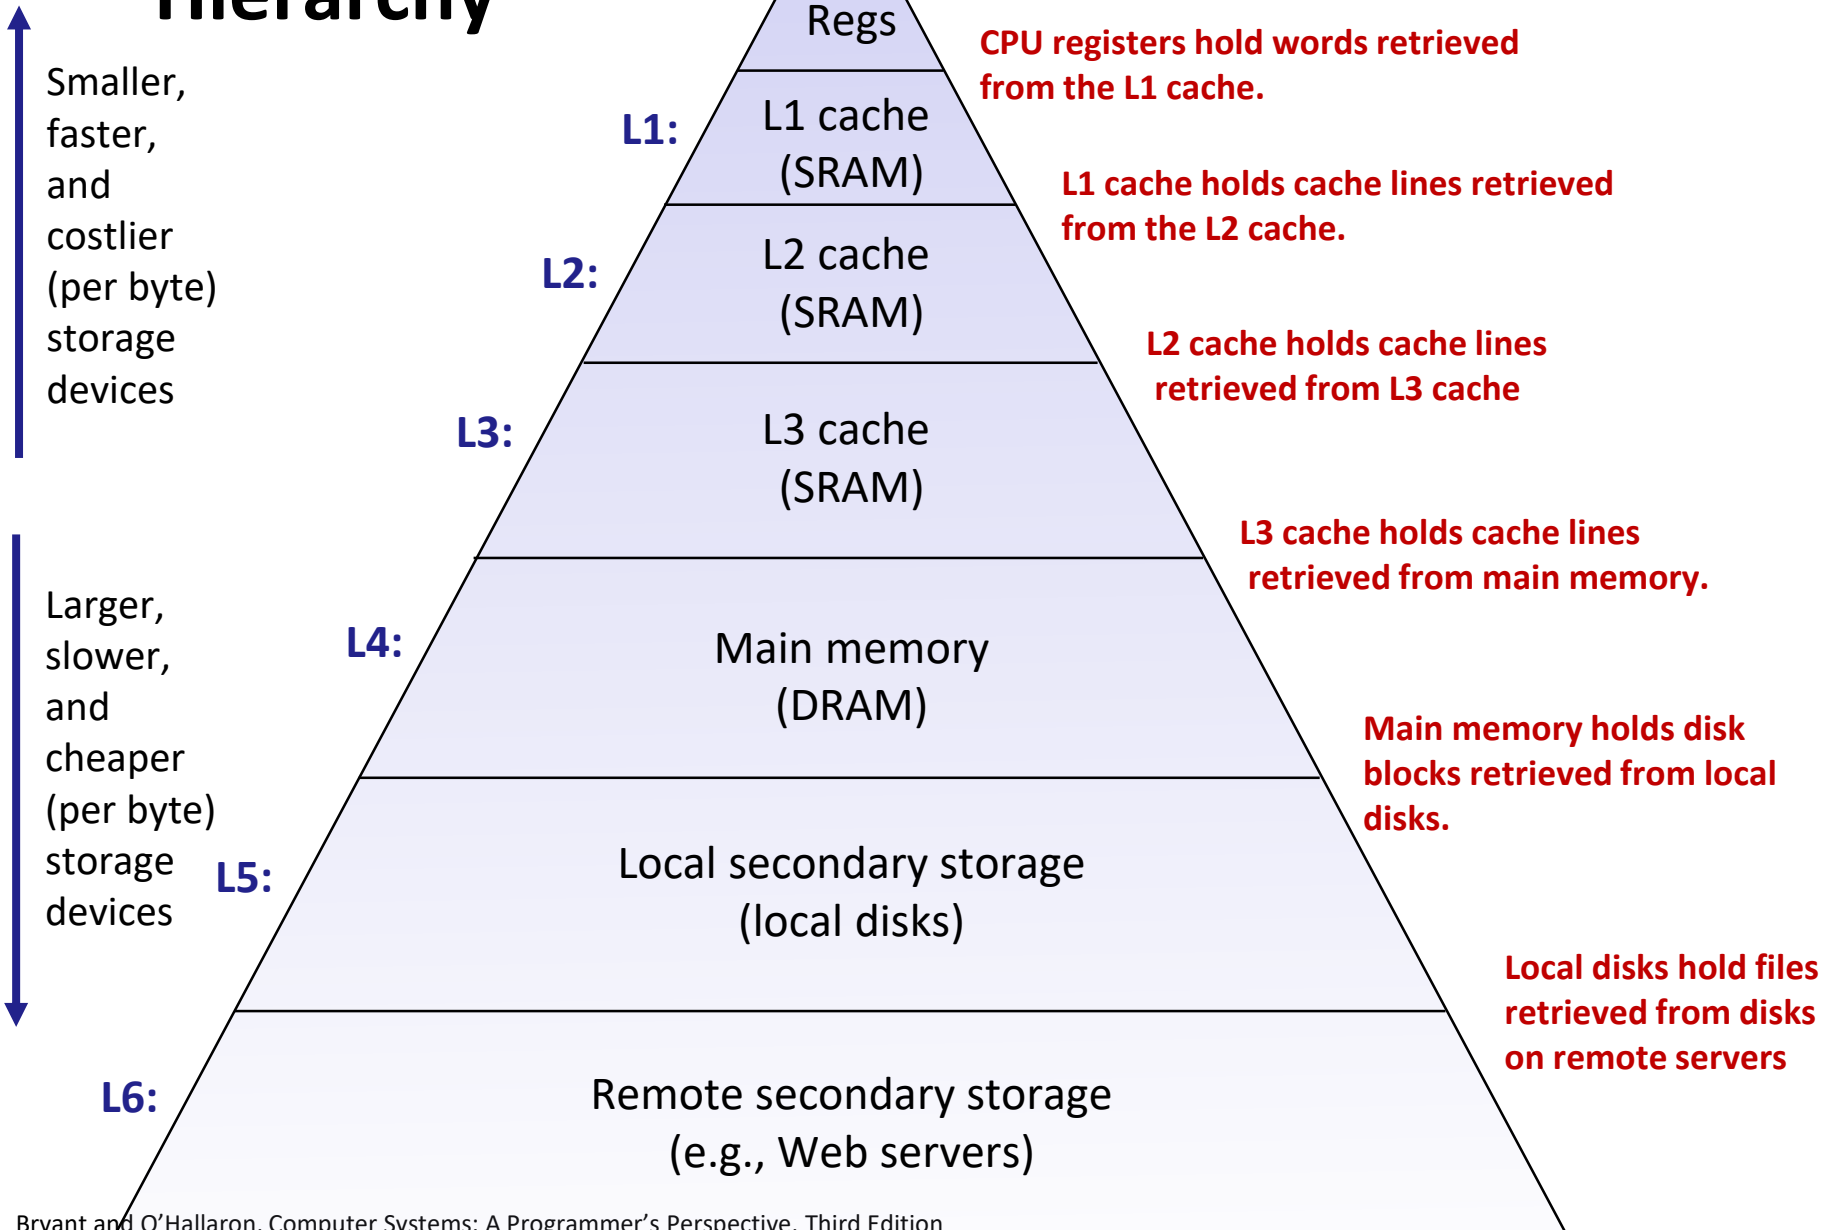 Hierarchy
Regs
CPU registers hold words retrieved
from the L1 cache.
Smaller,
faster,
and
costlier
(per byte)
storage
devices
L1:
L1 cache
(SRAM)
L1 cache holds cache lines retrieved
from the L2 cache.
L2:
L2 cache
(SRAM)
L2 cache holds cache lines
retrieved from L3 cache
L3:
L3 cache
(SRAM)
L3 cache holds cache lines
retrieved from main memory.
Larger,
slower,
and
cheaper
(per byte)
storage
devices
L4:
Main memory
(DRAM)
Main memory holds disk
blocks retrieved from local
disks.
L5:
Local secondary storage
(local disks)
Local disks hold files
retrieved from disks
on remote servers
L6:
Remote secondary storage
(e.g., Web servers)
Bryant and O'Hallaron, Computer Systems: A Programmer's Perspective, Third Edition